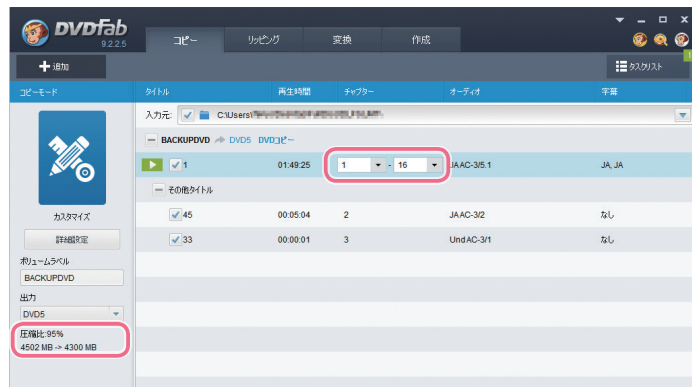 DVDFab
9.2.2.5
コピー リッピング 変換 作成
追加 タスクリスト 1
コピーモード タイトル 再生時間 チャプター オーディオ 字幕
入力元: C:\Users\
BACKUPDVD DVD5 DVDコピー
1 01:49:25 1 - 16 JA AC-3/5.1 JA, JA
その他タイトル
45 00:05:04 2 JA AC-3/2 なし
33 00:00:01 3 Und AC-3/1 なし
カスタマイズ
詳細設定
ボリュームラベル
BACKUPDVD
出力
DVD5
圧縮比:95%
4502 MB -> 4300 MB